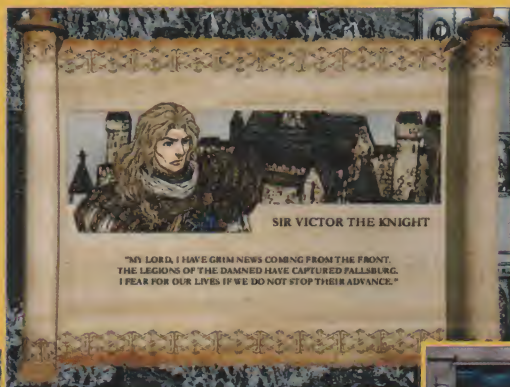 SIR VICTOR THE KNIGHT
"MY LORD, I HAVE GRIM NEWS COMING FROM THE FRONT.
THE LEGIONS OF THE DAMNED HAVE CAPTURED FALLSBURG.
I FEAR FOR OUR LIVES IF WE DO NOT STOP THEIR ADVANCE."